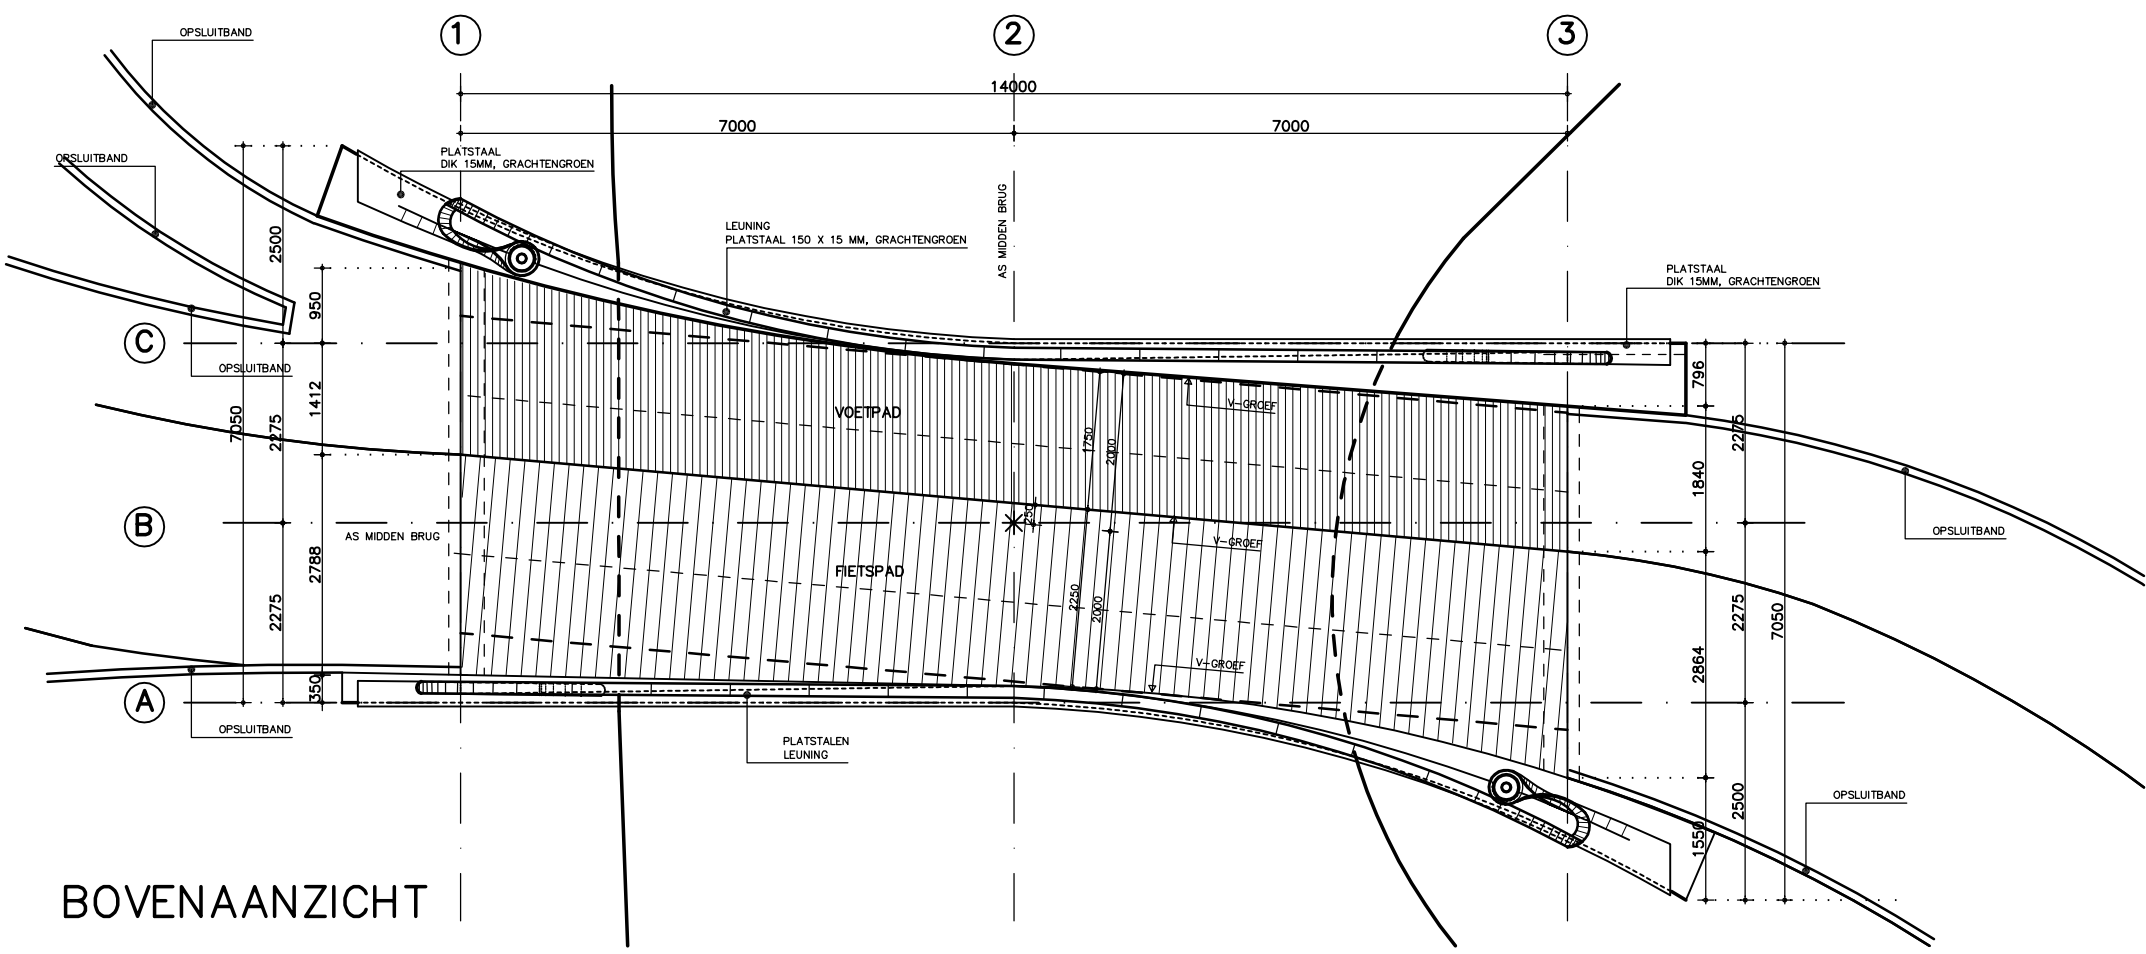 1
2
3
OPSLUITBAND
14000
7000
7000
PLATSTAAL
DIK 15MM, GRACHTENGROEN
OPSLUITBAND
AS MIDDEN BRUG
LEUNING
PLATSTAAL 150 X 15 MM, GRACHTENGROEN
PLATSTAAL
DIK 15MM, GRACHTENGROEN
2500
950
C
OPSLUITBAND
7050
2275
1412
796
2275
1840
VOETPAD
V-GROEF
1750
2000
OPSLUITBAND
B
AS MIDDEN BRUG
250
V-GROEF
FIETSPAD
2788
2275
2250
2000
2275
7050
2864
V-GROEF
350
A
OPSLUITBAND
PLATSTALEN
LEUNING
2500
1550
OPSLUITBAND
BOVENAANZICHT